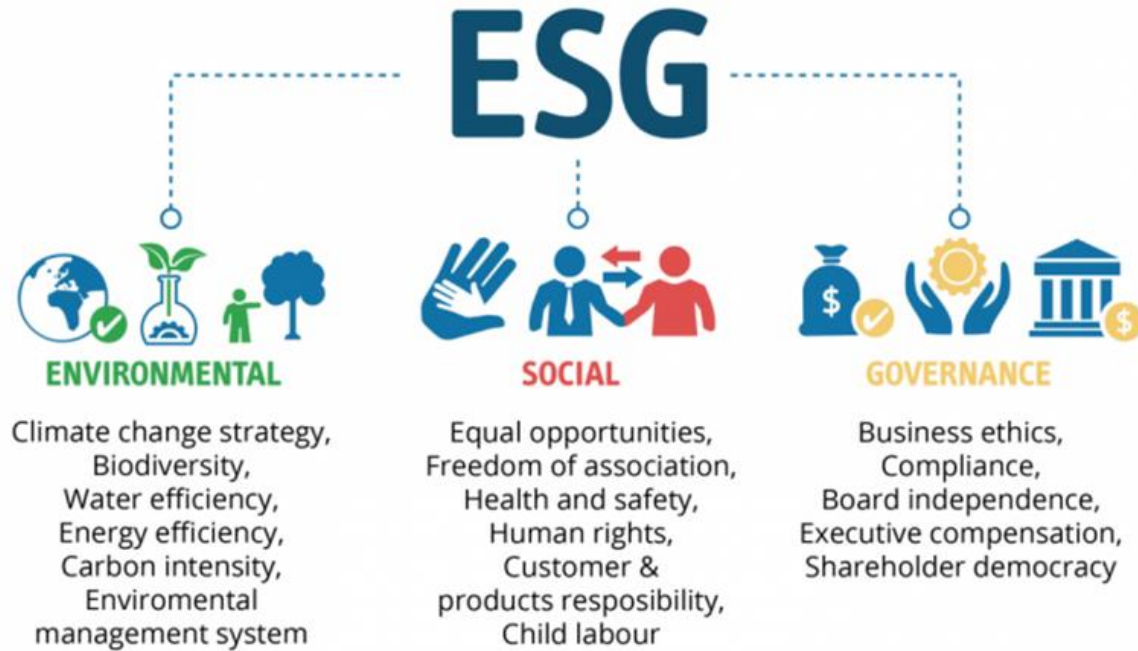 ESG
ENVIRONMENTAL
Climate change strategy,
Biodiversity,
Water efficiency,
Energy efficiency,
Carbon intensity,
Enviromental
management system
SOCIAL
Equal opportunities,
Freedom of association,
Health and safety,
Human rights,
Customer &
products resposibility,
Child labour
$
$
GOVERNANCE
Business ethics,
Compliance,
Board independence,
Executive compensation,
Shareholder democracy